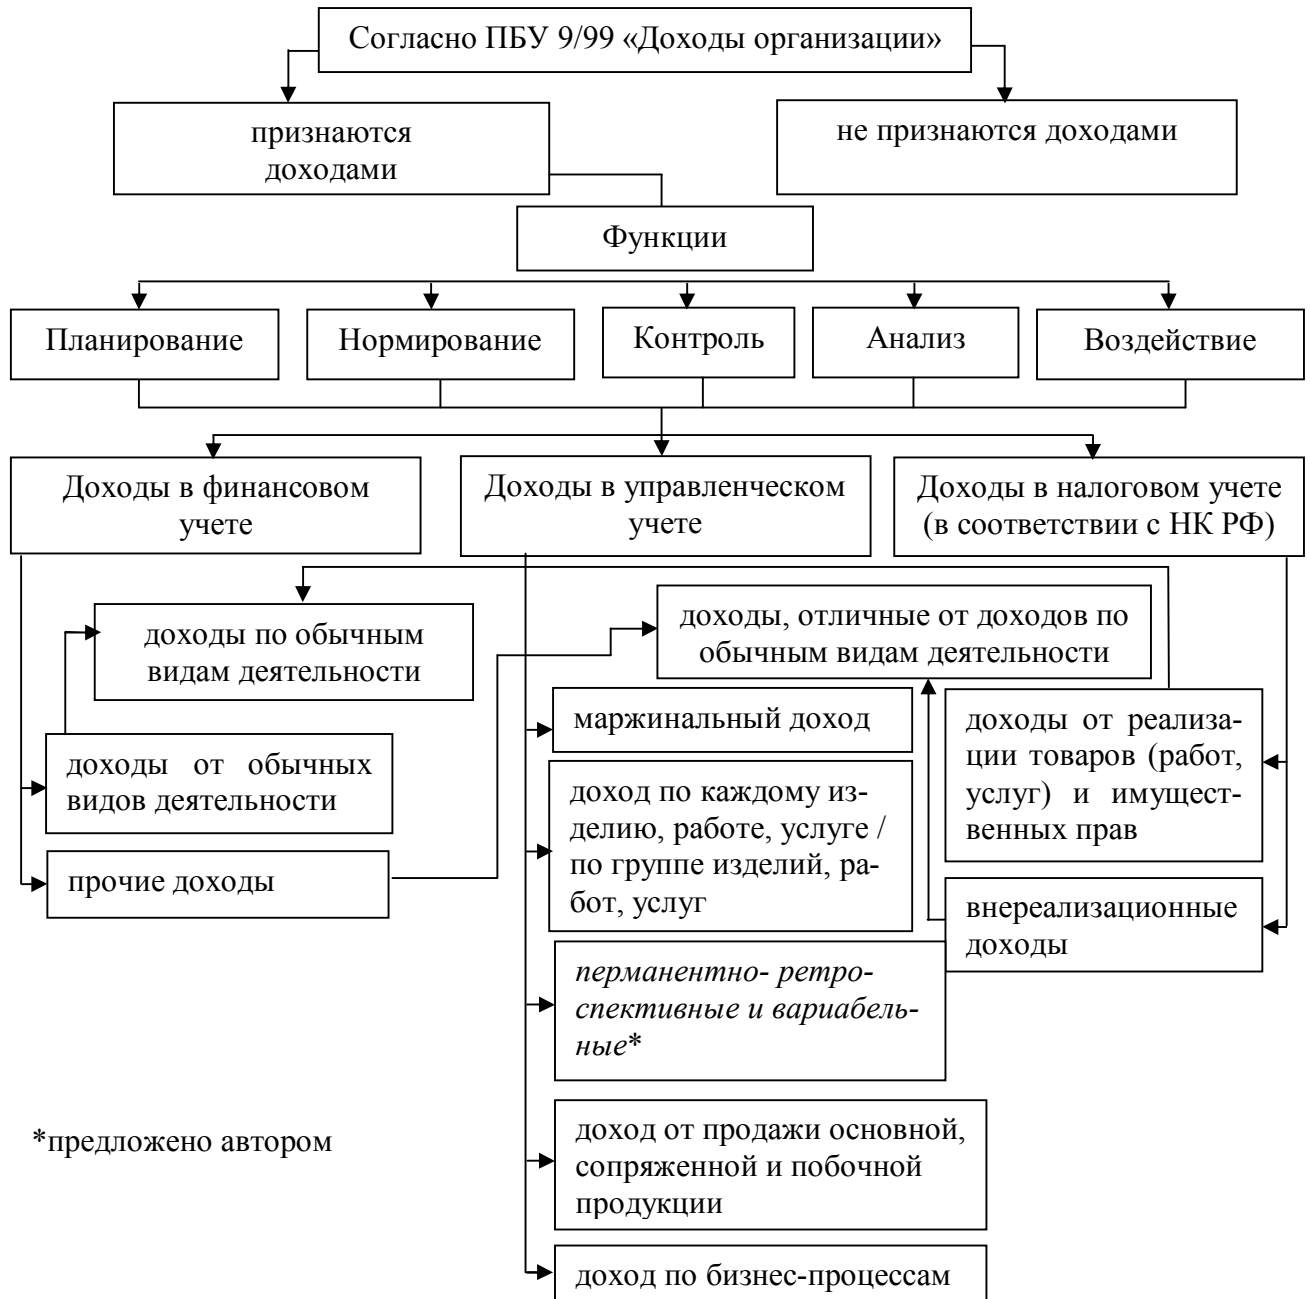 Согласно ПБУ 9/99 «Доходы организации»
признаются
доходами
не признаются доходами
Функции
Планирование
Нормирование
Контроль
Анализ
Воздействие
Доходы в финансовом
учете
Доходы в управленческом
учете
Доходы в налоговом учете
(в соответствии с НК РФ)
доходы по обычным
видам деятельности
доходы, отличные от доходов по
обычным видам деятельности
доходы от обычных
видов деятельности
прочие доходы
маржинальный доход
доход по каждому из-
делию, работе, услуге /
по группе изделий, ра-
бот, услуг
перманентно- ретро-
спективные и вариабель-
ные*
доход от продажи основной,
сопряженной и побочной
продукции
доход по бизнес-процессам
доходы от реализа-
ции товаров (работ,
услуг) и имущест-
венных прав
внереализационные
доходы
*предложено автором